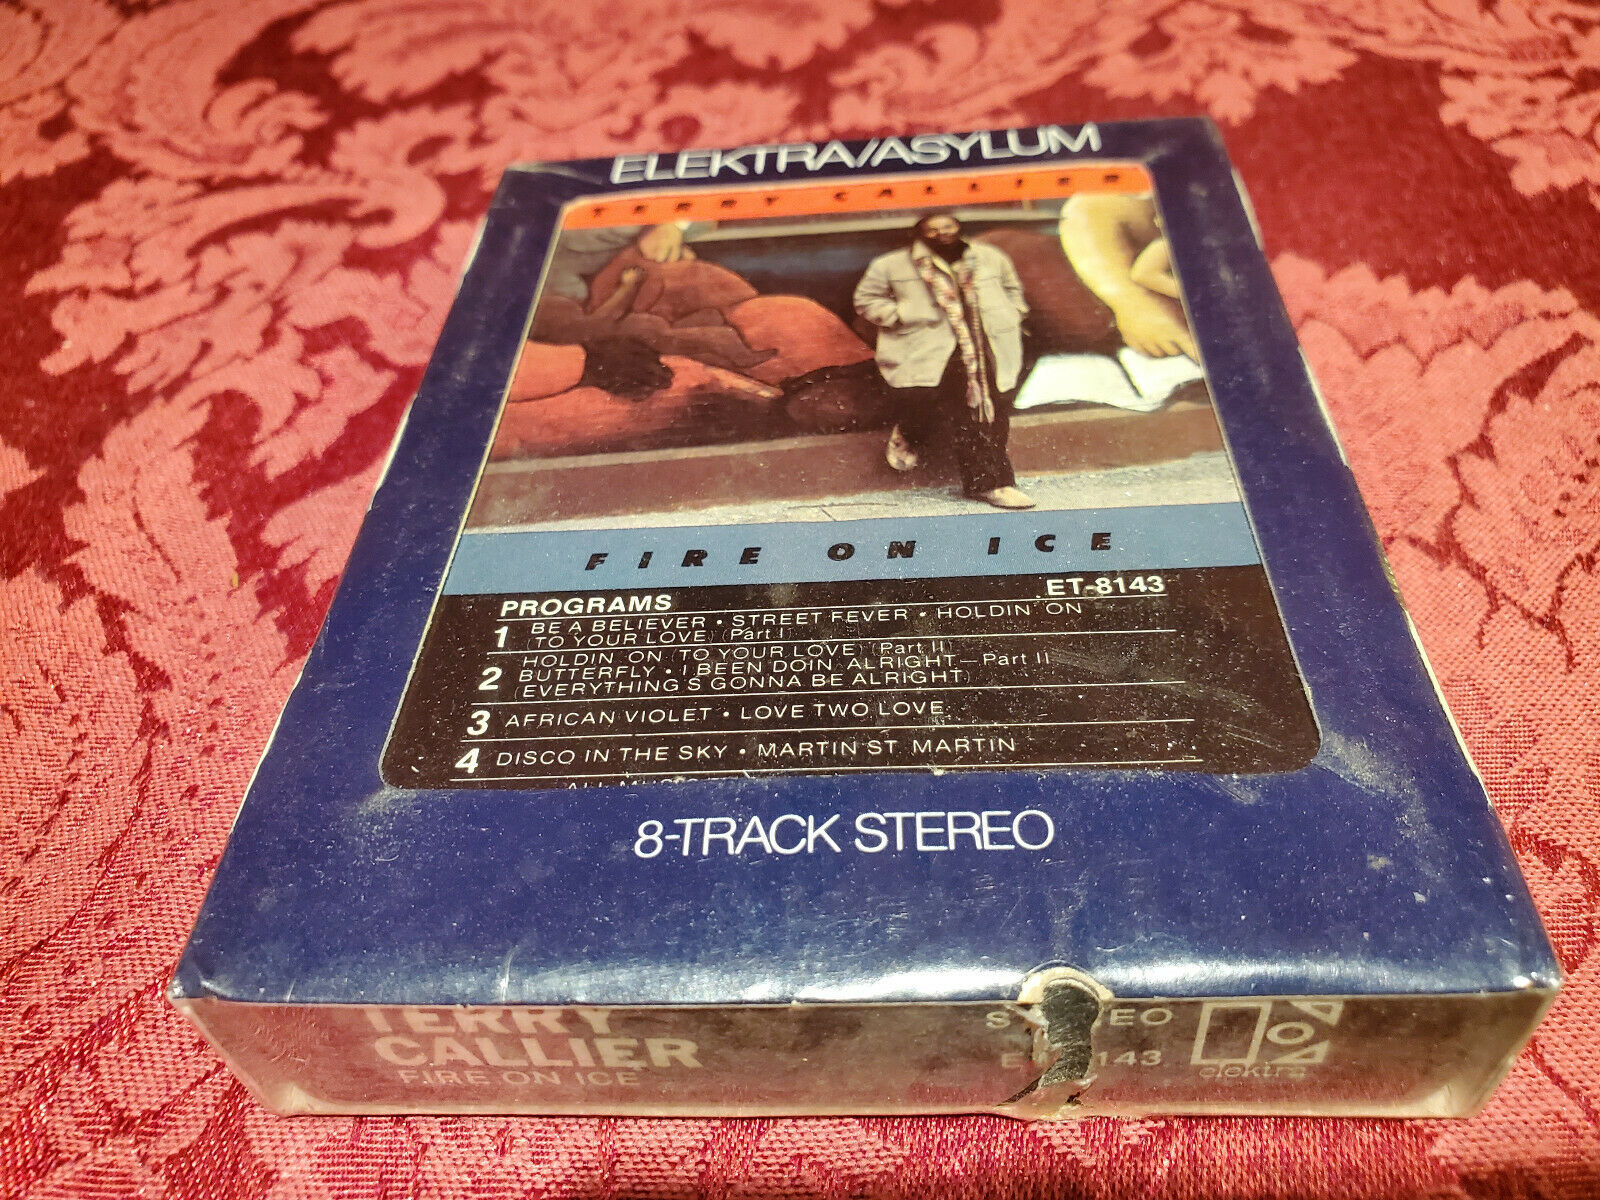 ELEKTRA/ASYLUM
TERRY CALLIER
FIRE ON ICE
PROGRAMS ET-8143
1 BE A BELIEVER • STREET FEVER • HOLDIN' ON
(TO YOUR LOVE) (Part I)
2 HOLDIN' ON (TO YOUR LOVE) (Part II)
BUTTERFLY • I BEEN DOIN' ALRIGHT—Part II
(EVERYTHING'S GONNA BE ALRIGHT)
3 AFRICAN VIOLET • LOVE TWO LOVE
4 DISCO IN THE SKY • MARTIN ST. MARTIN
8-TRACK STEREO
TERRY
CALLIER
FIRE ON ICE
8143
elektra